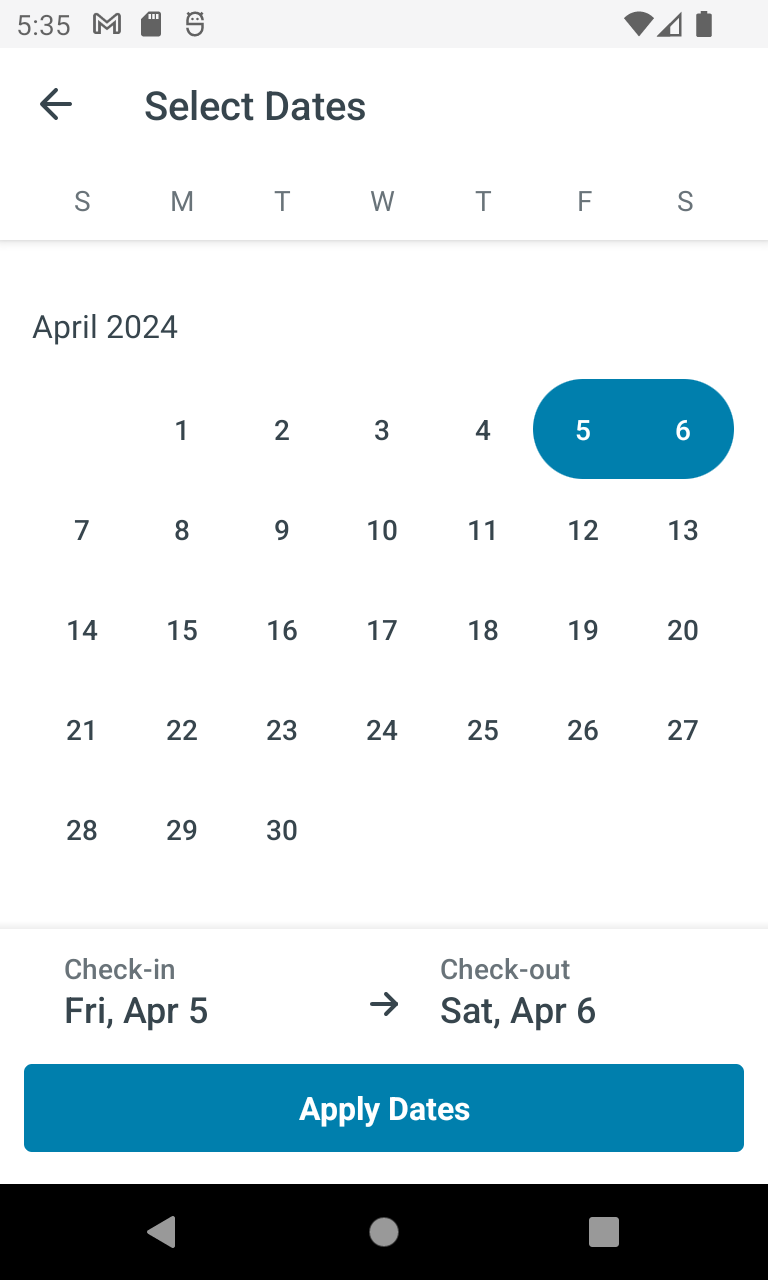 5:35
Select Dates
S M T W T F S
April 2024
1 2 3 4 5 6
7 8 9 10 11 12 13
14 15 16 17 18 19 20
21 22 23 24 25 26 27
28 29 30
Check-in Check-out
Fri, Apr 5 → Sat, Apr 6
Apply Dates